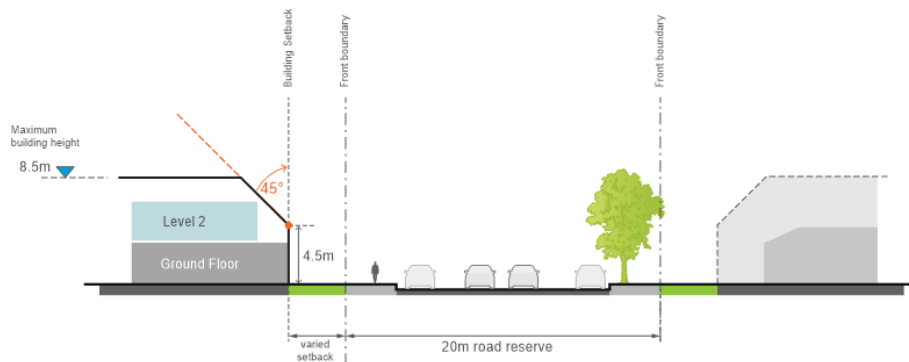 Building Setback
Front boundary
Front boundary
Maximum
building height
8.5m
45°
Level 2
Ground Floor
4.5m
varied
setback
20m road reserve